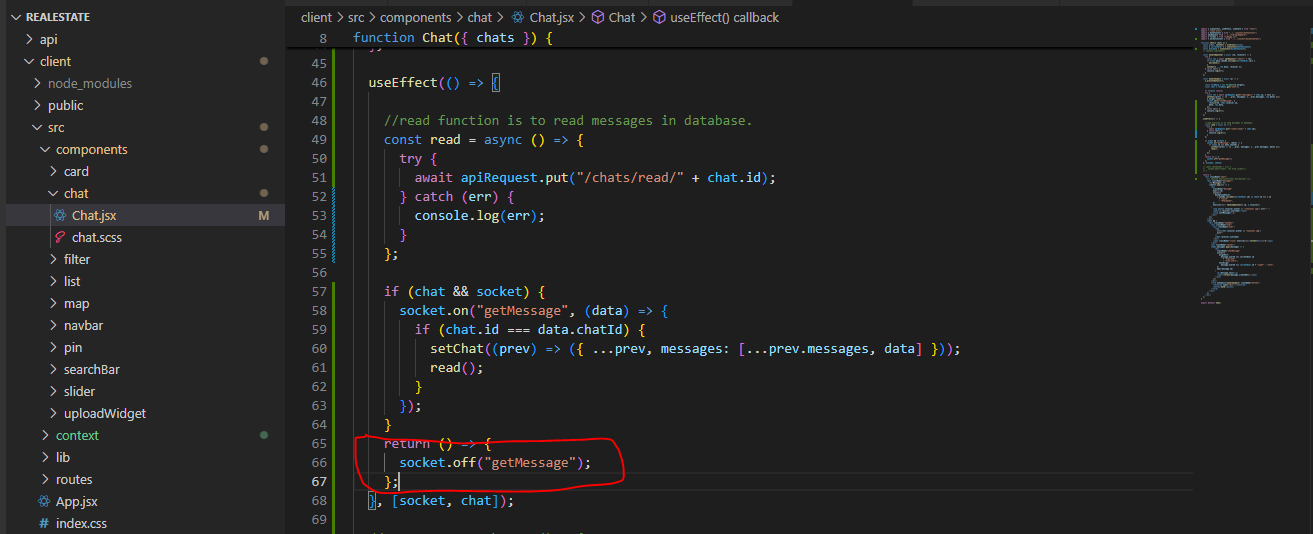 REALESTATE
api
client
node_modules
public
src
components
card
chat
Chat.jsx M
chat.scss
filter
list
map
navbar
pin
searchBar
slider
uploadWidget
context
lib
routes
App.jsx
# index.css
client > src > components > chat > Chat.jsx > Chat > useEffect() callback
8 function Chat({ chats }) {
45
46 useEffect(() => {
47
48 //read function is to read messages in database.
49 const read = async () => {
50 try {
51 await apiRequest.put("/chats/read/" + chat.id);
52 } catch (err) {
53 console.log(err);
54 }
55 };
56
57 if (chat && socket) {
58 socket.on("getMessage", (data) => {
59 if (chat.id === data.chatId) {
60 setChat((prev) => ({ ...prev, messages: [...prev.messages, data] }));
61 read();
62 }
63 });
64 }
65 return () => {
66 socket.off("getMessage");
67 };
68 }, [socket, chat]);
69